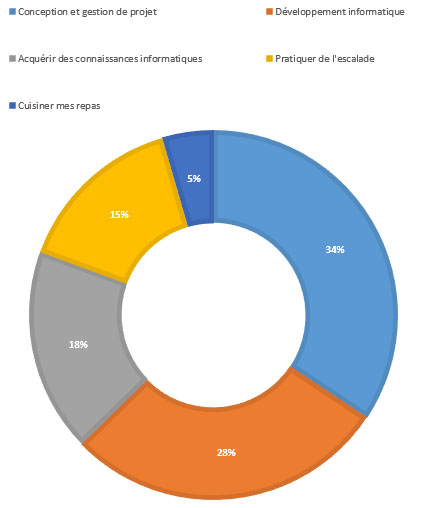 Conception et gestion de projet
Développement informatique
Acquérir des connaissances informatiques
Pratiquer de l'escalade
Cuisiner mes repas
5%
15%
34%
18%
28%